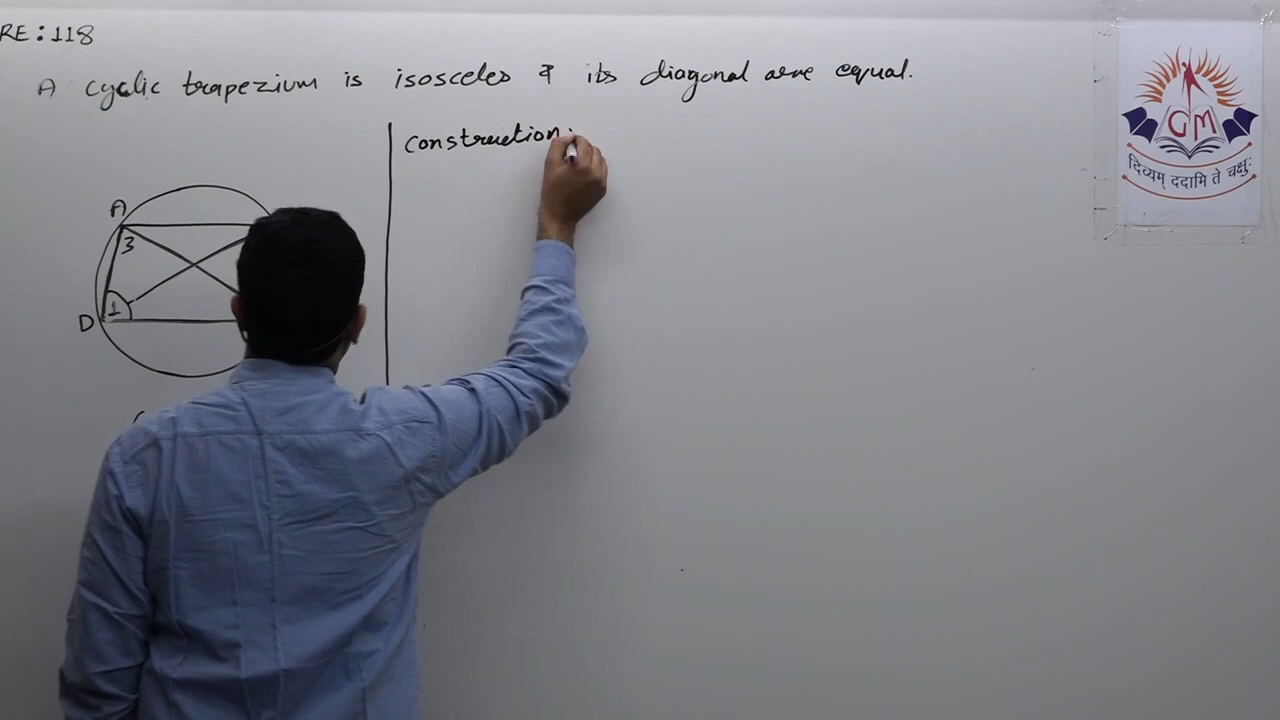 RE:118
A cyclic trapezium is isosceles & its diagonal are equal.
construction:
A
3
D
1
GM
दिव्यम् ददामि ते चक्षुः